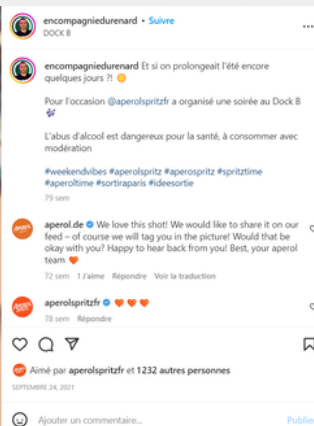 encompagniedurenard • Suivre
DOCK B
encompagniedurenard Et si on prolongeait l'été encore
quelques jours ?! 🌞
Pour l'occasion @aperolspritzfr a organisé une soirée au Dock B
L'abus d'alcool est dangereux pour la santé, à consommer avec
modération
#weekendvibes #aperolspritz #aperospritz #spritztime
#aperoltime #sortiraparis #ideesortie
79 sem
aperol.de We love this shot! We would like to share it on our
feed – of course we will tag you in the picture! Would that be
okay with you? Happy to hear back from you! Best, your aperol
team 🧡
72 sem 1 J'aime Répondre Voir la traduction
aperolspritzfr 🧡🧡🧡
78 sem Répondre
Aimé par aperolspritzfr et 1232 autres personnes
SEPTEMBRE 24, 2021
Ajouter un commentaire... Publier